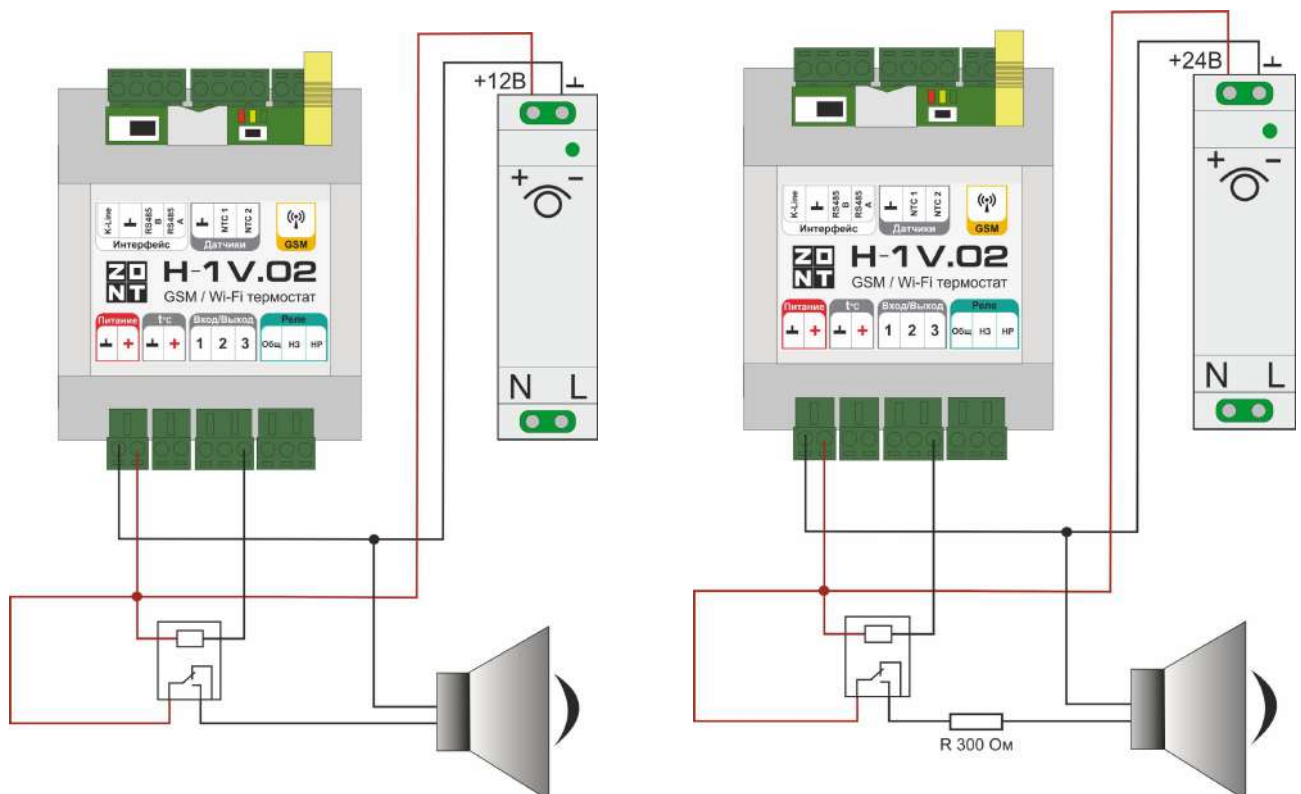 +12В
K-Line
RS485 B
RS485 A
NTC 1
NTC 2
Интерфейс
Датчики
GSM
ZONT
H-1V.02
GSM / Wi-Fi термостат
Питание
t°C
Вход/Выход
Реле
+
+
1
2
3
Общ
НЗ
НР
+
−
N
L
+24В
K-Line
RS485 B
RS485 A
NTC 1
NTC 2
Интерфейс
Датчики
GSM
ZONT
H-1V.02
GSM / Wi-Fi термостат
Питание
t°C
Вход/Выход
Реле
+
+
1
2
3
Общ
НЗ
НР
+
−
N
L
R 300 Ом